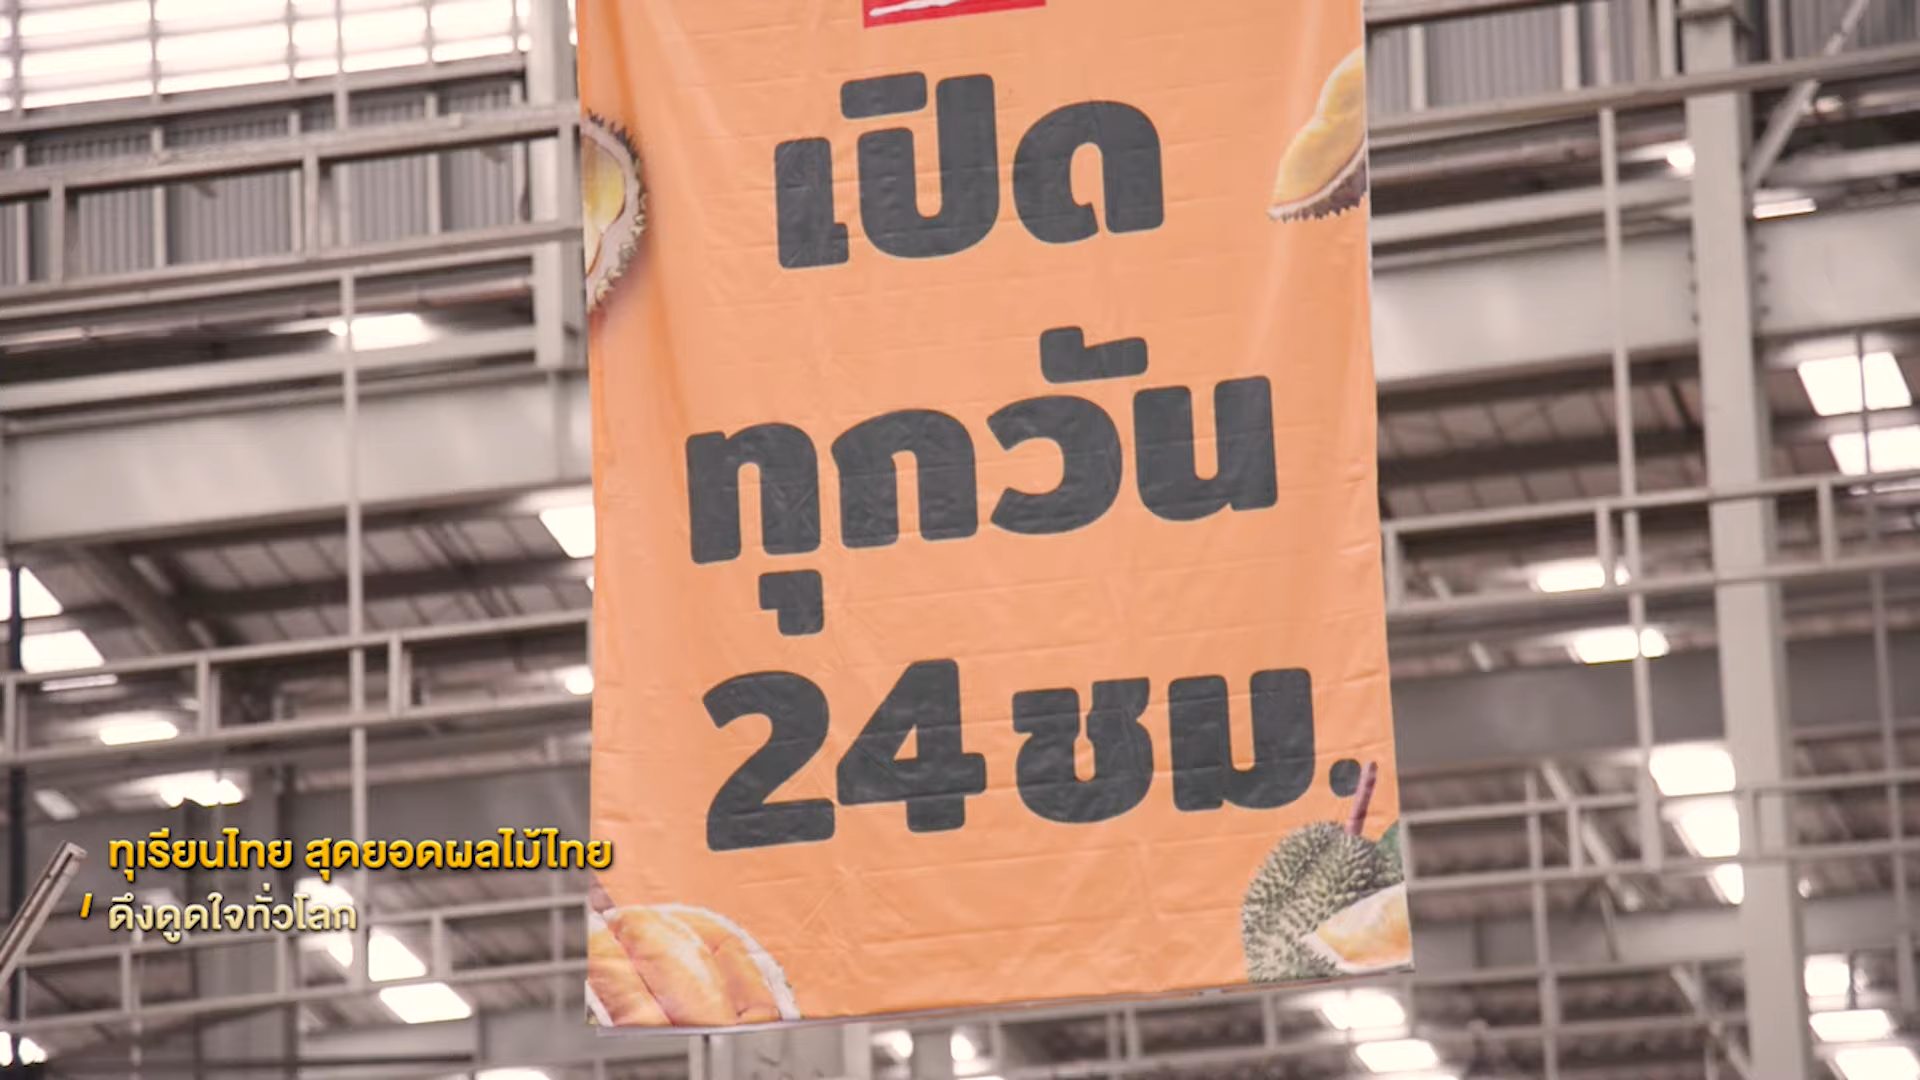 เปิด
ทุกวัน
24 ชม.
ทุเรียนไทย สุดยอดผลไม้ไทย
ดึงดูดใจทั่วโลก